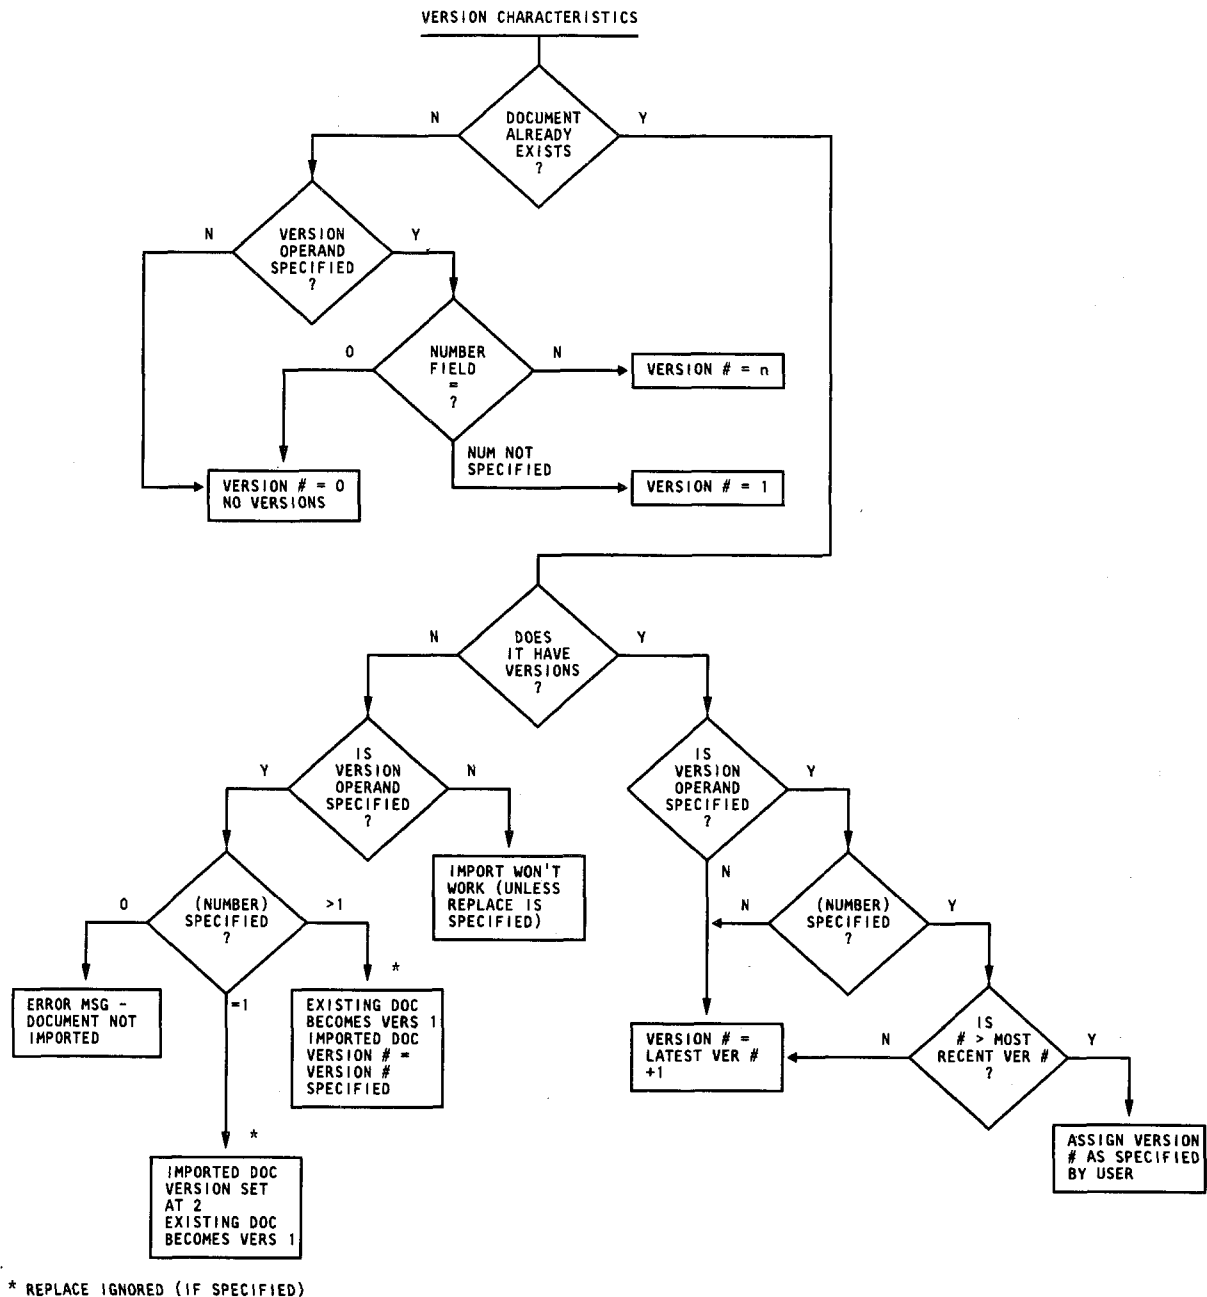 VERSION CHARACTERISTICS
N
DOCUMENT
ALREADY
EXISTS
?
Y
N
VERSION
OPERAND
SPECIFIED
?
Y
0
NUMBER
FIELD
=
?
N
VERSION # = n
NUM NOT
SPECIFIED
VERSION # = 0
NO VERSIONS
VERSION # = 1
N
DOES
IT HAVE
VERSIONS
?
Y
Y
IS
VERSION
OPERAND
SPECIFIED
?
N
IS
VERSION
OPERAND
SPECIFIED
?
Y
N
IMPORT WON'T
WORK (UNLESS
REPLACE IS
SPECIFIED)
0
(NUMBER)
SPECIFIED
?
>1
=1
N
(NUMBER)
SPECIFIED
?
Y
ERROR MSG -
DOCUMENT NOT
IMPORTED
*
EXISTING DOC
BECOMES VERS 1
IMPORTED DOC
VERSION # =
VERSION #
SPECIFIED
VERSION # =
LATEST VER #
+1
N
IS
# > MOST
RECENT VER #
?
Y
*
IMPORTED DOC
VERSION SET
AT 2
EXISTING DOC
BECOMES VERS 1
ASSIGN VERSION
# AS SPECIFIED
BY USER
* REPLACE IGNORED (IF SPECIFIED)